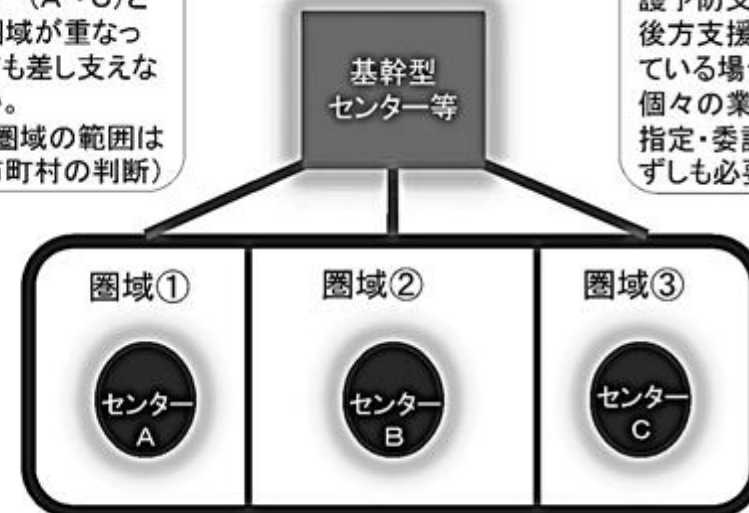 (A~C)と
圏域が重なっ
ても差し支えな
い。
圏域の範囲は
市町村の判断)
基幹型
センター等
護予防支
後方支援
ている場
個々の業
指定・委
ずしも必
圏域①
圏域②
圏域③
センター
A
センター
B
センター
C